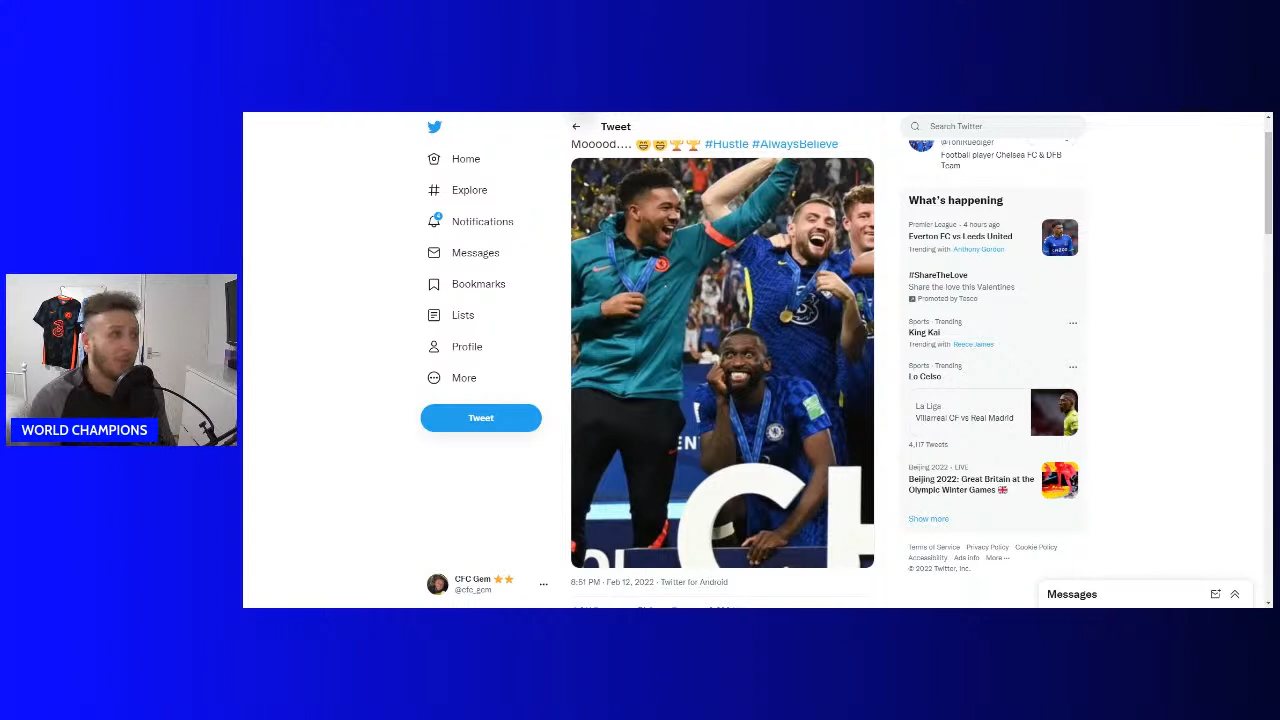 Tweet
Search Twitter
Mooood.... 😁😁🏆🏆 #Hustle #AlwaysBelieve
Home
Explore
4
Notifications
Messages
Bookmarks
Lists
Profile
More
Tweet
CFC Gem ⭐⭐
@cfc_gem
WORLD CHAMPIONS
CH
8:51 PM · Feb 12, 2022 · Twitter for Android
@ToniRuediger
Football player Chelsea FC & DFB
Team
What's happening
Premier League · 4 hours ago
Everton FC vs Leeds United
Trending with Anthony Gordon
#ShareTheLove
Share the love this Valentines
Promoted by Tesco
Sports · Trending
King Kai
Trending with Reece James
Sports · Trending
Lo Celso
La Liga
Villarreal CF vs Real Madrid
4,117 Tweets
Beijing 2022 · LIVE
Beijing 2022: Great Britain at the
Olympic Winter Games 🇬🇧
Show more
Terms of Service Privacy Policy Cookie Policy
Accessibility Ads info More ···
© 2022 Twitter, Inc.
Messages